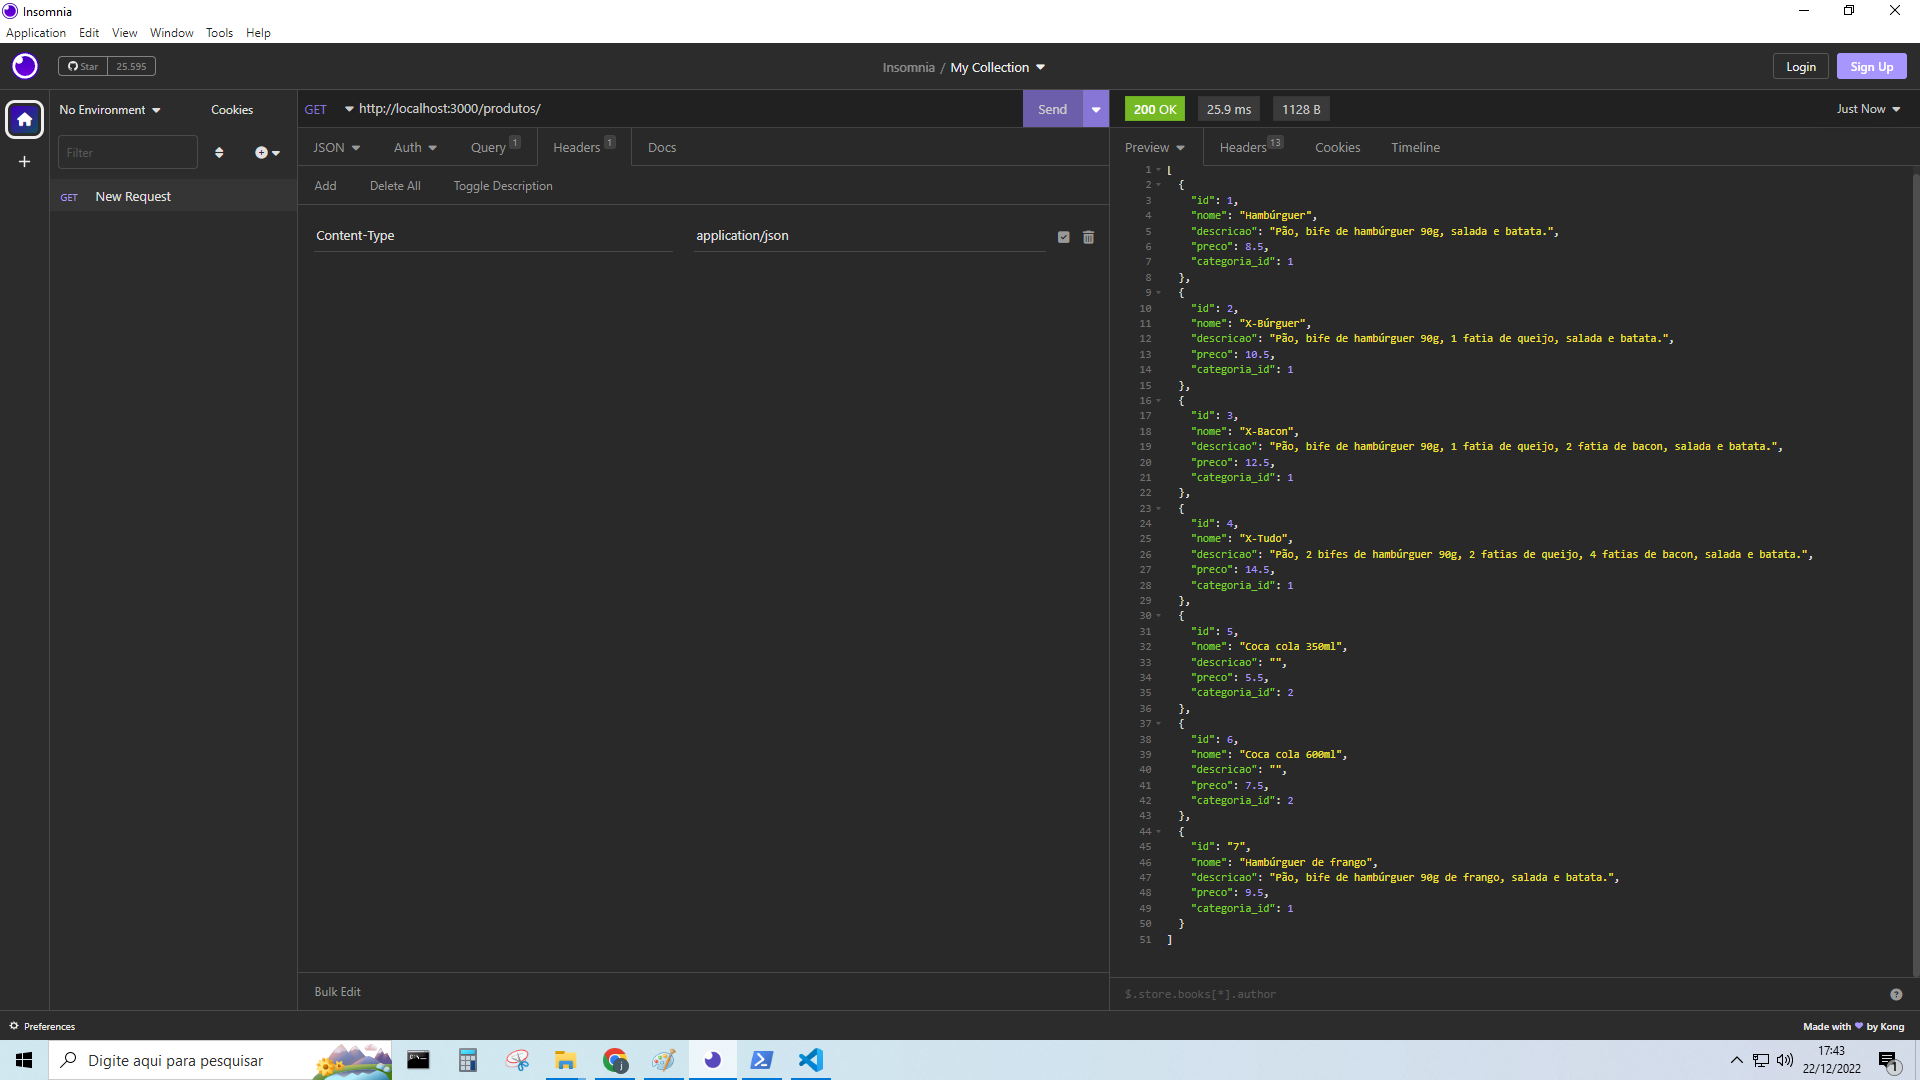 Insomnia
Application Edit View Window Tools Help
Star 25.595
Insomnia / My Collection
Login Sign Up
No Environment Cookies
GET http://localhost:3000/produtos/ Send
200 OK 25.9 ms 1128 B Just Now
Filter
JSON Auth Query 1 Headers 1 Docs
Preview Headers 13 Cookies Timeline
Add Delete All Toggle Description
GET New Request
Content-Type application/json
1 [
2 {
3 "id": 1,
4 "nome": "Hambúrguer",
5 "descricao": "Pão, bife de hambúrguer 90g, salada e batata.",
6 "preco": 8.5,
7 "categoria_id": 1
8 },
9 {
10 "id": 2,
11 "nome": "X-Búrguer",
12 "descricao": "Pão, bife de hambúrguer 90g, 1 fatia de queijo, salada e batata.",
13 "preco": 10.5,
14 "categoria_id": 1
15 },
16 {
17 "id": 3,
18 "nome": "X-Bacon",
19 "descricao": "Pão, bife de hambúrguer 90g, 1 fatia de queijo, 2 fatia de bacon, salada e batata.",
20 "preco": 12.5,
21 "categoria_id": 1
22 },
23 {
24 "id": 4,
25 "nome": "X-Tudo",
26 "descricao": "Pão, 2 bifes de hambúrguer 90g, 2 fatias de queijo, 4 fatias de bacon, salada e batata.",
27 "preco": 14.5,
28 "categoria_id": 1
29 },
30 {
31 "id": 5,
32 "nome": "Coca cola 350ml",
33 "descricao": "",
34 "preco": 5.5,
35 "categoria_id": 2
36 },
37 {
38 "id": 6,
39 "nome": "Coca cola 600ml",
40 "descricao": "",
41 "preco": 7.5,
42 "categoria_id": 2
43 },
44 {
45 "id": "7",
46 "nome": "Hambúrguer de frango",
47 "descricao": "Pão, bife de hambúrguer 90g de frango, salada e batata.",
48 "preco": 9.5,
49 "categoria_id": 1
50 }
51 ]
Bulk Edit
$.store.books[*].author
Preferences
Made with by Kong
Digite aqui para pesquisar
17:43
22/12/2022
1